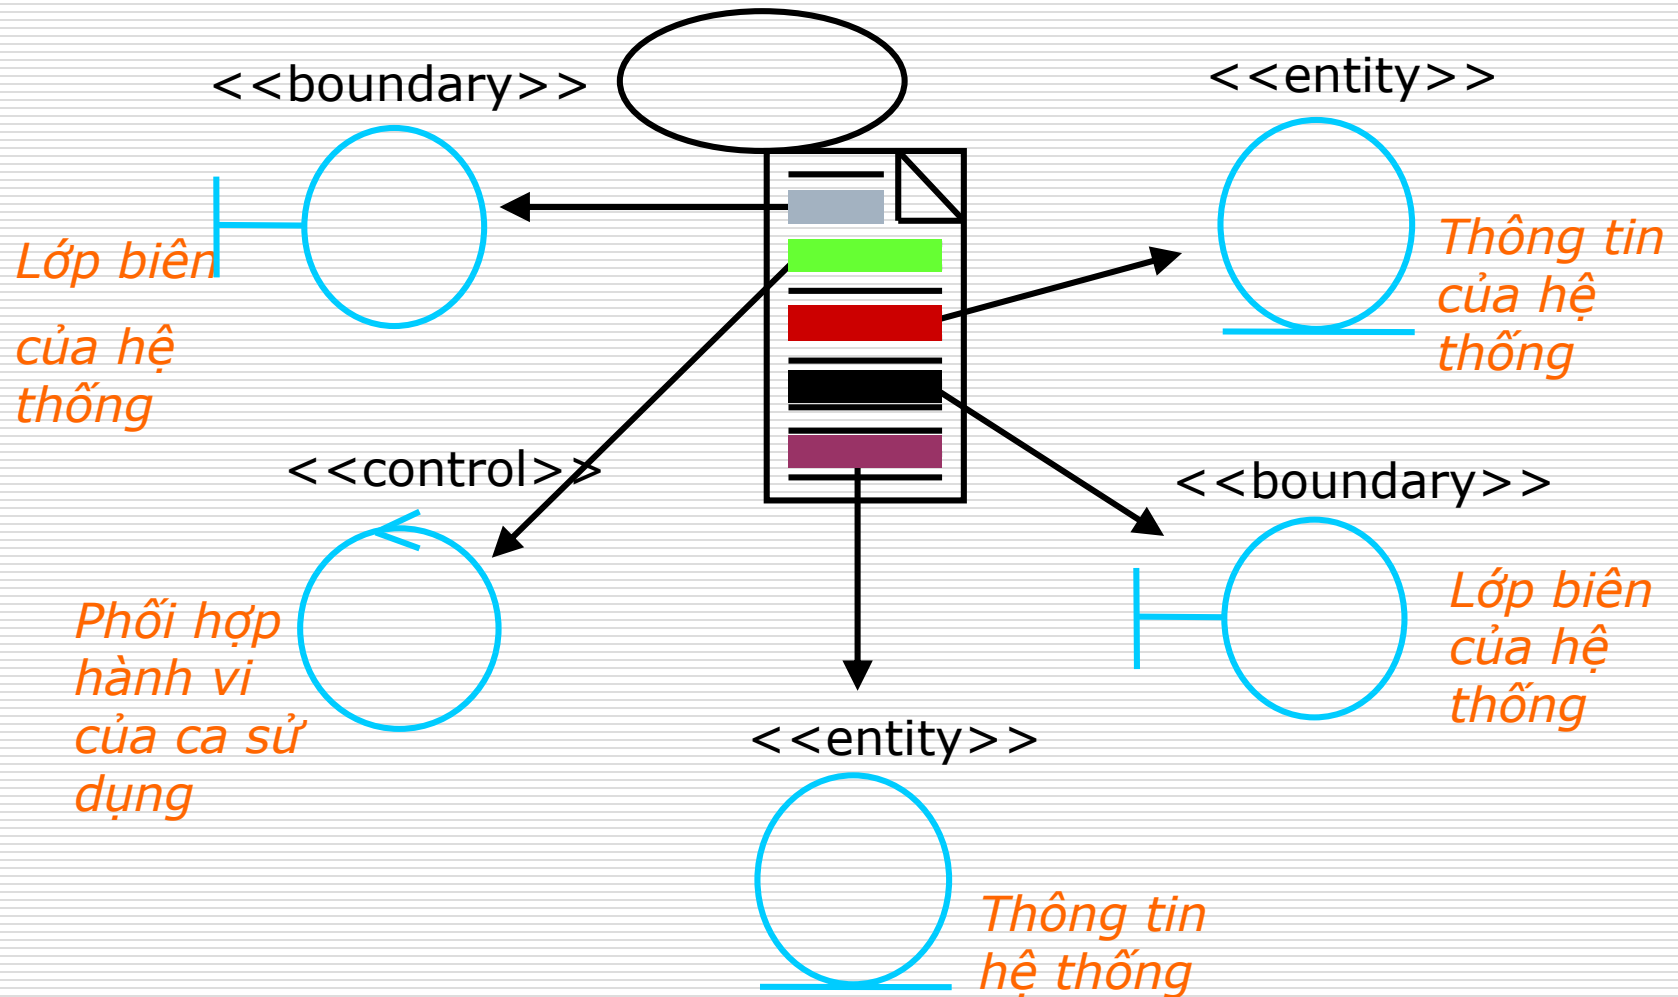 <<boundary>>
Lớp biên
của hệ
thống
<<entity>>
Thông tin
của hệ
thống
<<control>>
Phối hợp
hành vi
của ca sử
dụng
<<boundary>>
Lớp biên
của hệ
thống
<<entity>>
Thông tin
hệ thống